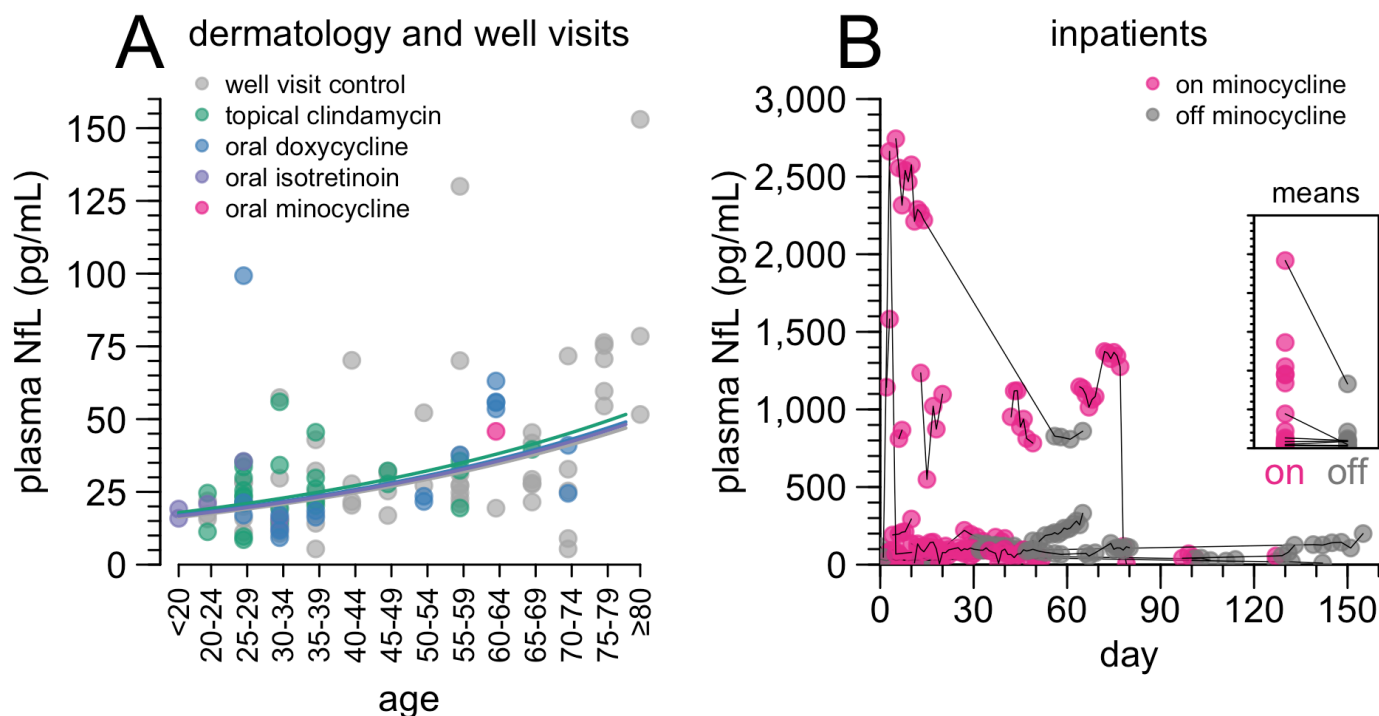 A dermatology and well visits
well visit control
topical clindamycin
oral doxycycline
oral isotretinoin
oral minocycline
plasma NfL (pg/mL)
150
125
100
75
50
25
0
<20
20-24
25-29
30-34
35-39
40-44
45-49
50-54
55-59
60-64
65-69
70-74
75-79
≥80
age
B inpatients
on minocycline
off minocycline
plasma NfL (pg/mL)
3,000
2,500
2,000
1,500
1,000
500
0
means
on off
0 30 60 90 120 150
day